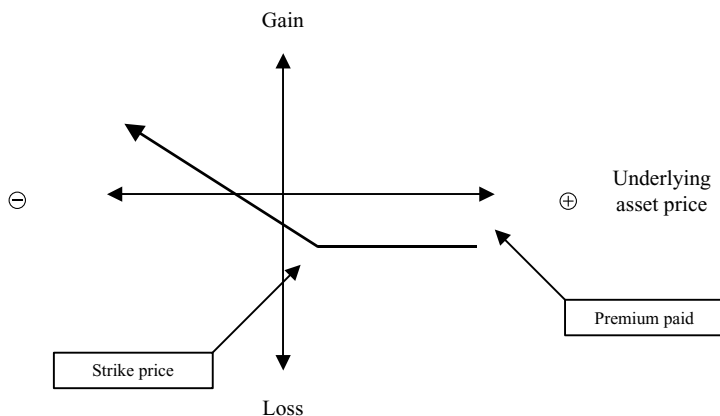 Gain
⊖
⊕
Underlying
asset price
Premium paid
Strike price
Loss